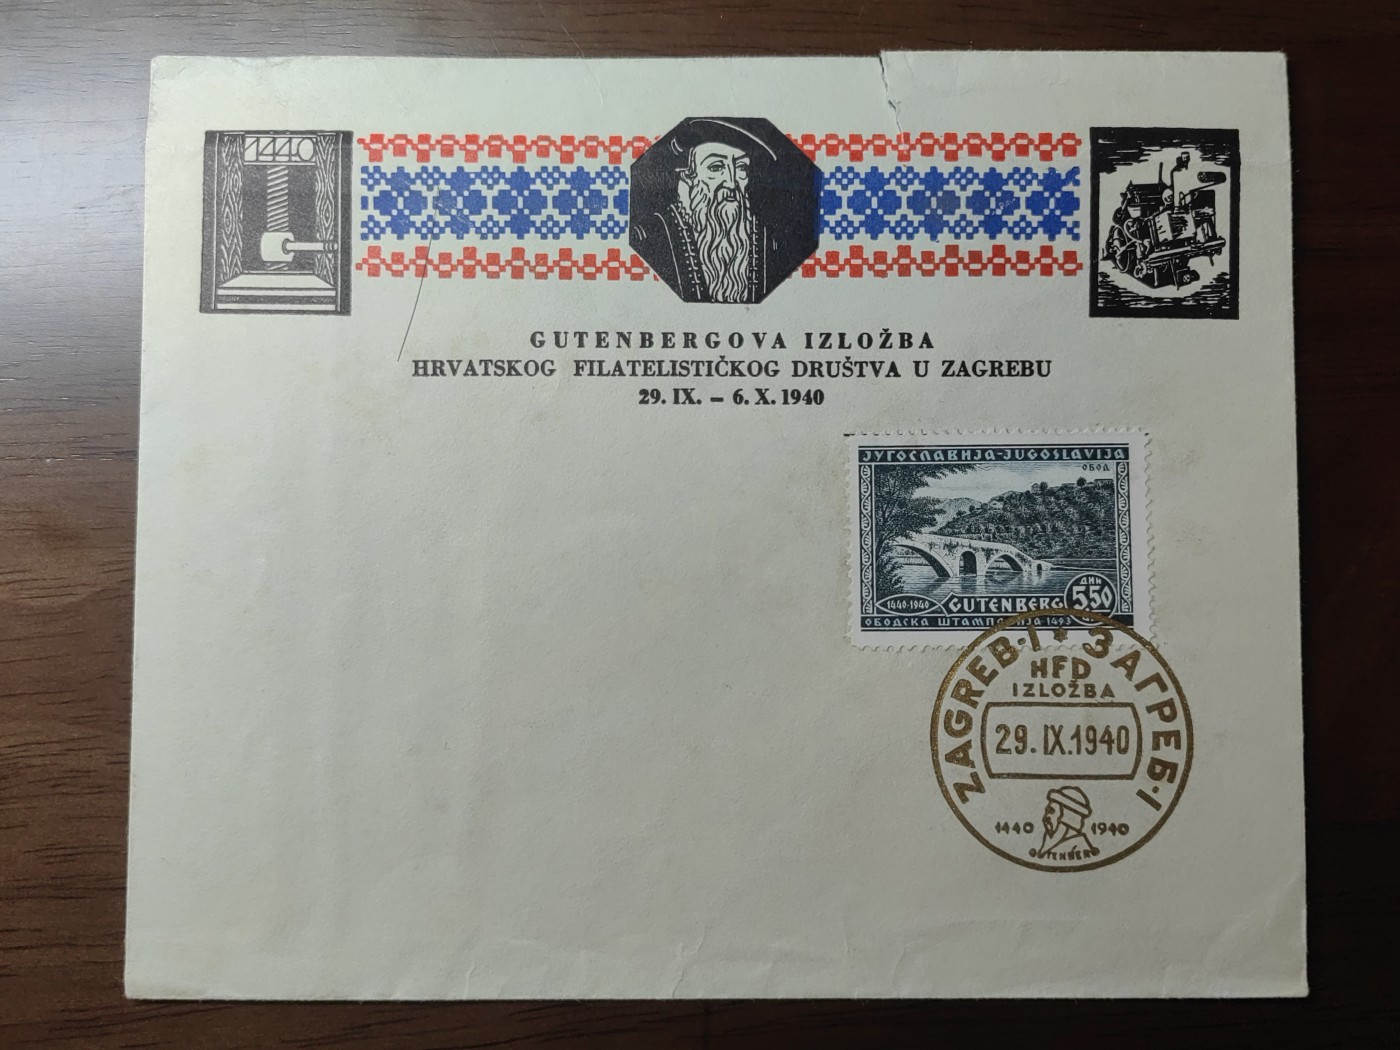 1440
GUTENBERGOVA IZLOŽBA
HRVATSKOG FILATELISTIČKOG DRUŠTVA U ZAGREBU
29. IX. – 6. X. 1940
ЈУГОСЛАВИЈА-JUGOSLAVIJA
ОБОД
1440-1940 GUTENBERG
ДИН
5.50
ОБОДСКА ШТАМПАРИЈА 1493
ZAGREB·1 * ЗАГРЕБ·1
HFD
IZLOŽBA
29. IX. 1940
1440 1940
GUTENBERG